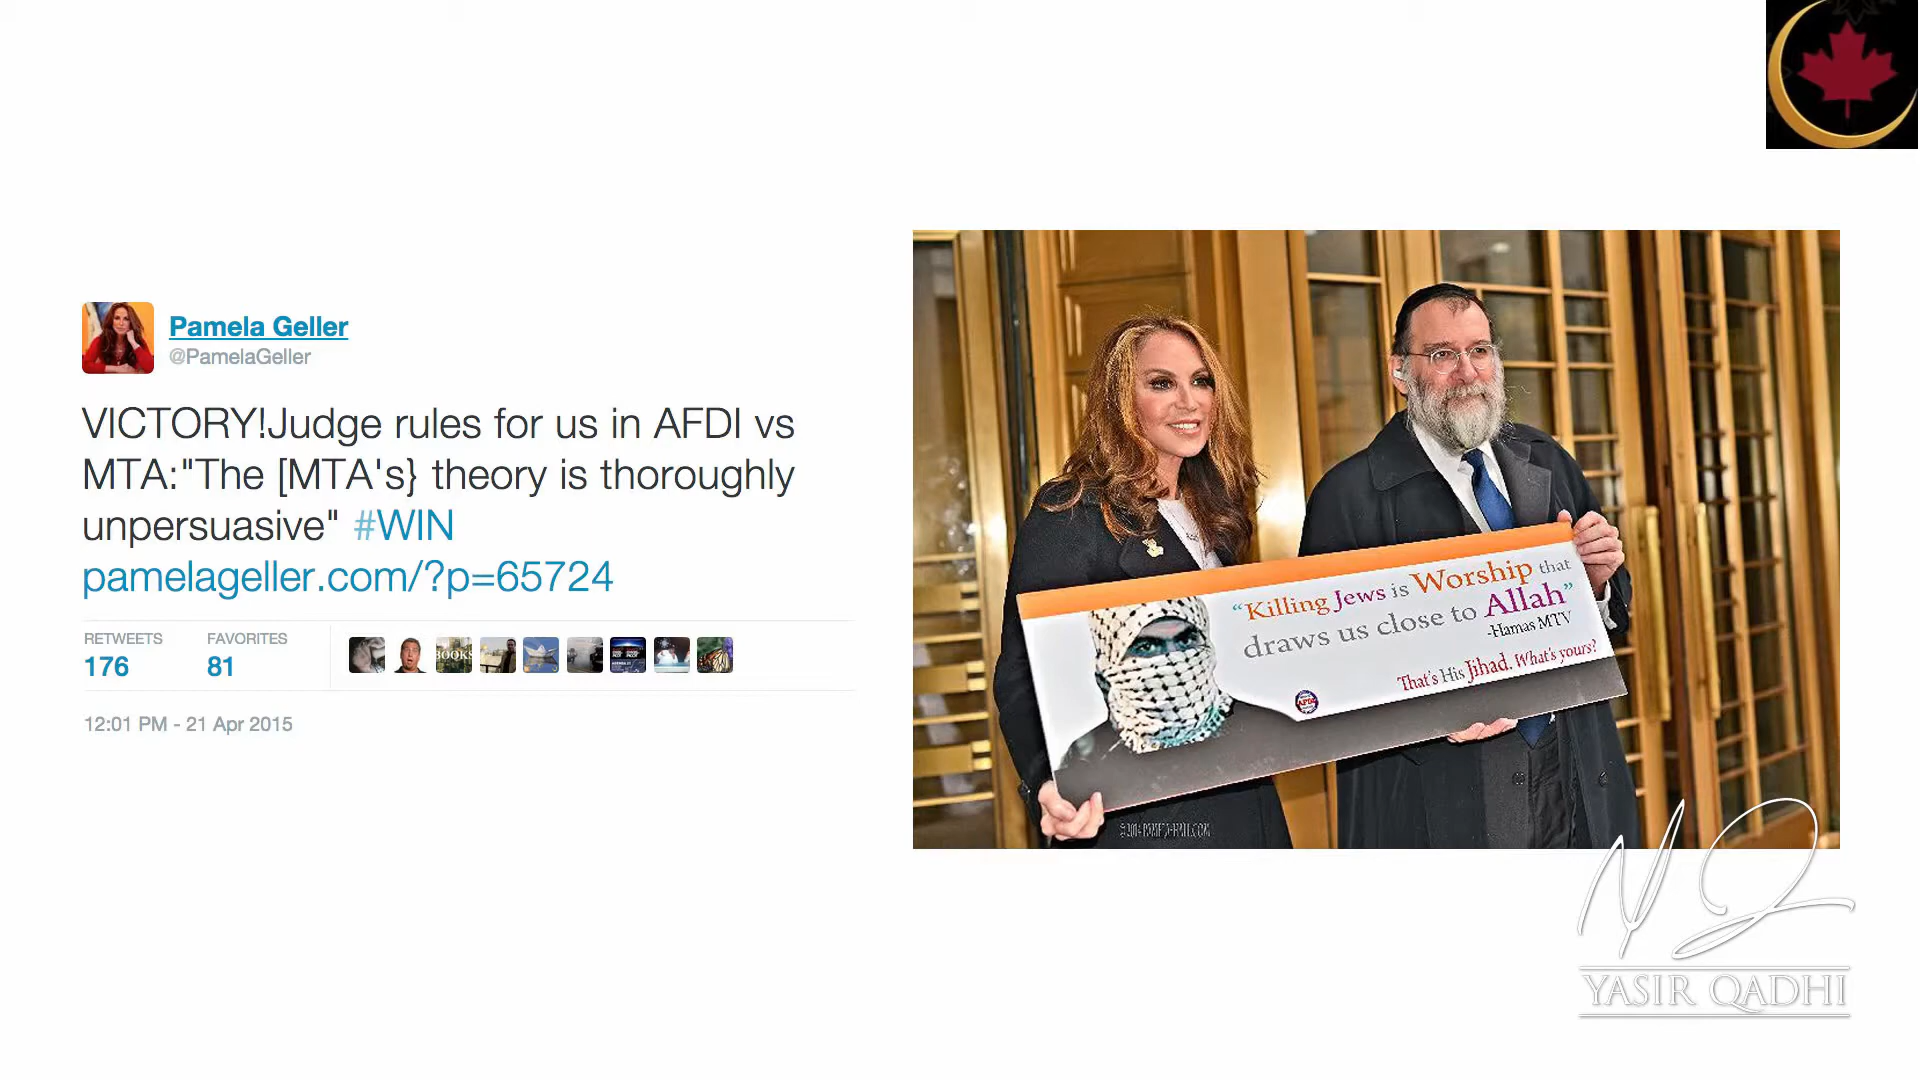 Pamela Geller
@PamelaGeller
VICTORY!Judge rules for us in AFDI vs
MTA:"The [MTA's} theory is thoroughly
unpersuasive" #WIN
pamelageller.com/?p=65724
RETWEETS
176
FAVORITES
81
BOOKS
12:01 PM - 21 Apr 2015
"Killing Jews is Worship that
draws us close to Allah"
-Hamas MTV
That's His Jihad. What's yours?
AFDI
YASIR QADHI